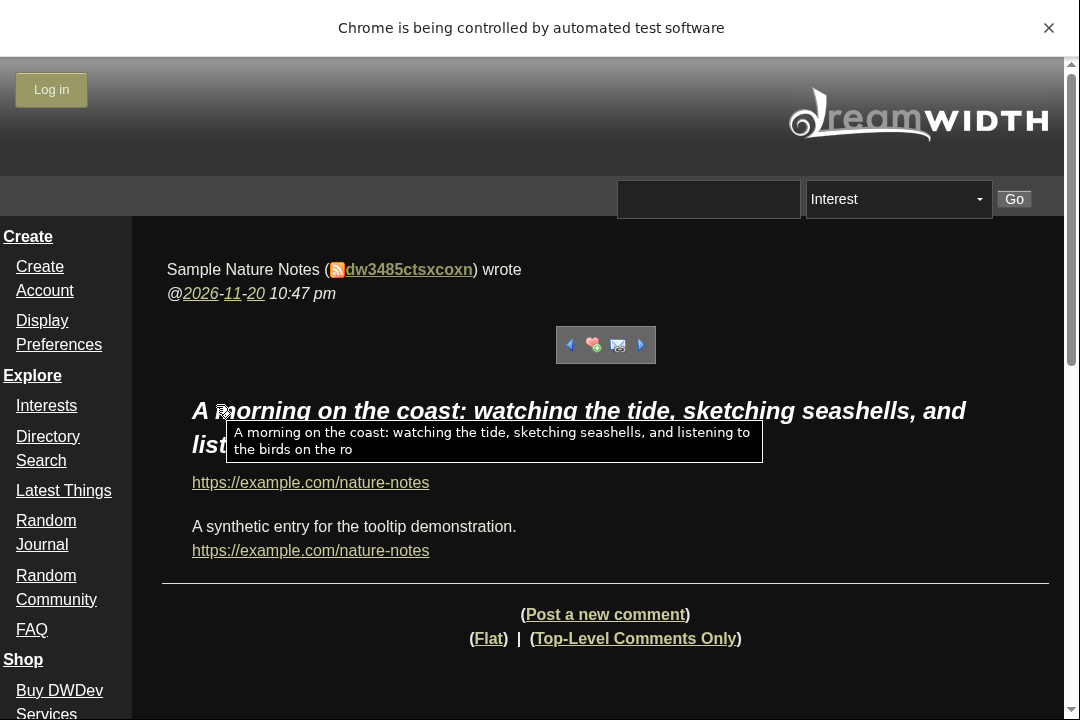 Chrome is being controlled by automated test software
Log in
dreamWIDTH
Interest
Go
Create
Create
Account
Display
Preferences
Explore
Interests
Directory
Search
Latest Things
Random
Journal
Random
Community
FAQ
Shop
Buy DWDev
Services
Sample Nature Notes (dw3485ctsxcoxn) wrote
@2026-11-20 10:47 pm
A morning on the coast: watching the tide, sketching seashells, and
list
A morning on the coast: watching the tide, sketching seashells, and listening to
the birds on the ro
https://example.com/nature-notes
A synthetic entry for the tooltip demonstration.
https://example.com/nature-notes
(Post a new comment)
(Flat) | (Top-Level Comments Only)